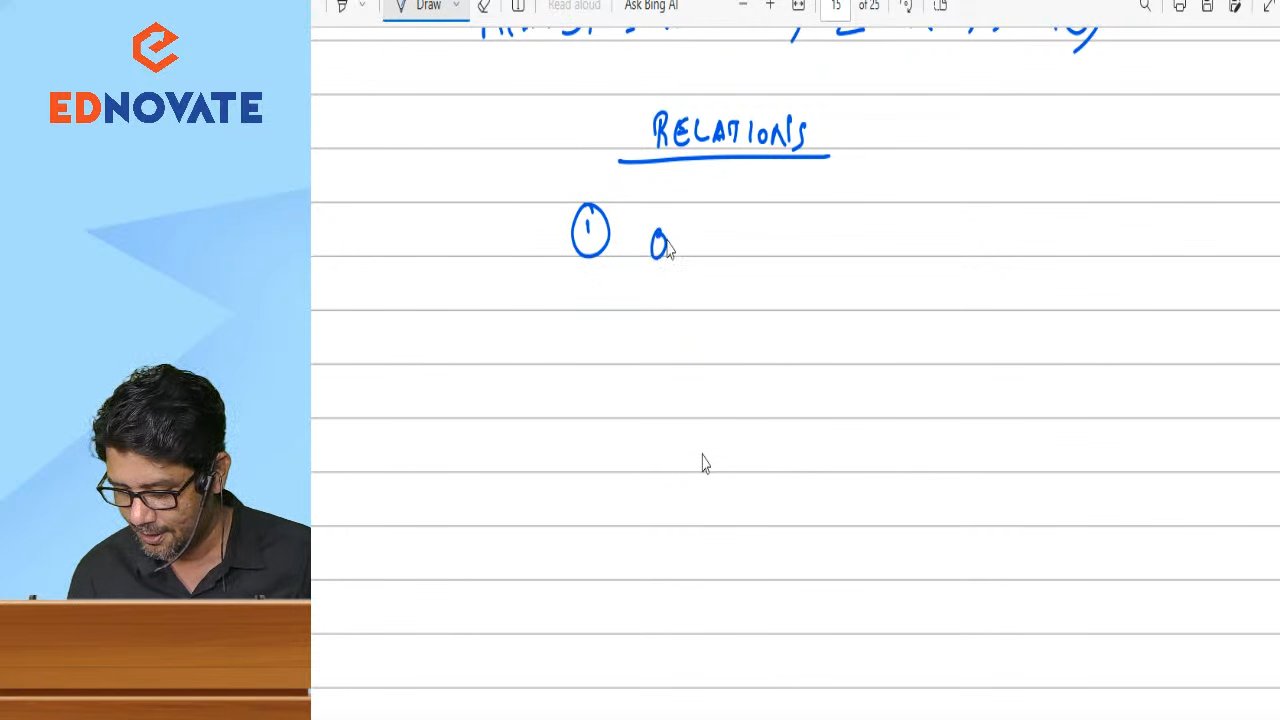 Draw
Read aloud
Ask Bing AI
15 of 25
EDNOVATE
RELATIONS
1 O